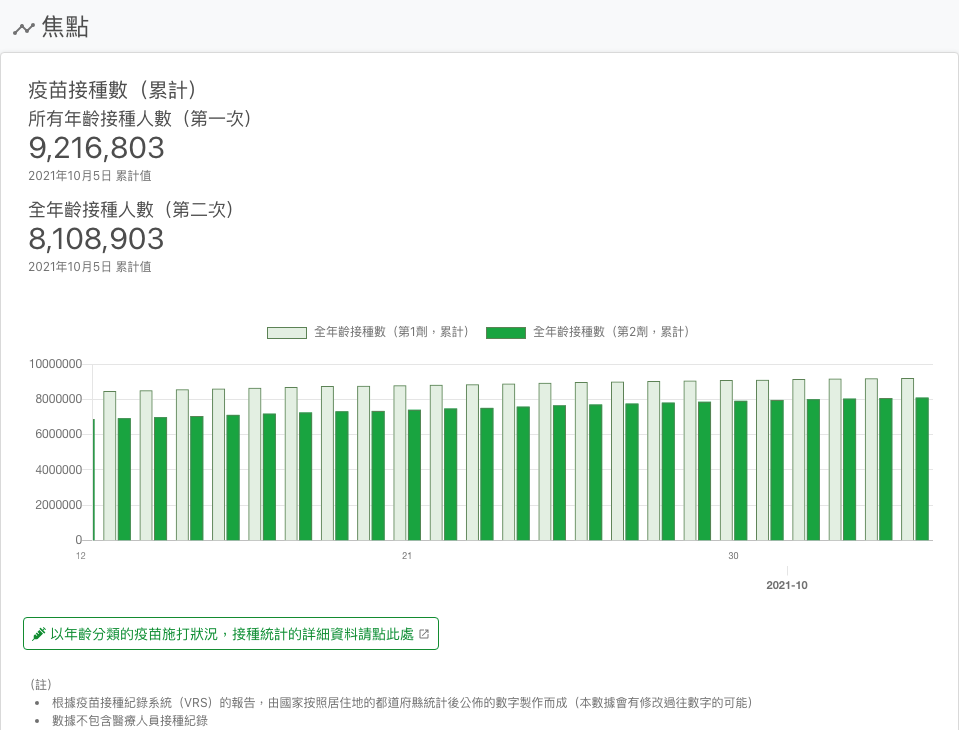 焦點
疫苗接種數（累計）
所有年齡接種人數（第一次）
9,216,803
2021年10月5日 累計值
全年齡接種人數（第二次）
8,108,903
2021年10月5日 累計值
全年齡接種數（第1劑，累計） 全年齡接種數（第2劑，累計）
10000000
8000000
6000000
4000000
2000000
0
12 21 30
2021-10
以年齡分類的疫苗施打狀況，接種統計的詳細資料請點此處
（註）
• 根據疫苗接種紀錄系統（VRS）的報告，由國家按照居住地的都道府縣統計後公佈的數字製作而成（本數據會有修改過往數字的可能）
• 數據不包含醫療人員接種紀錄